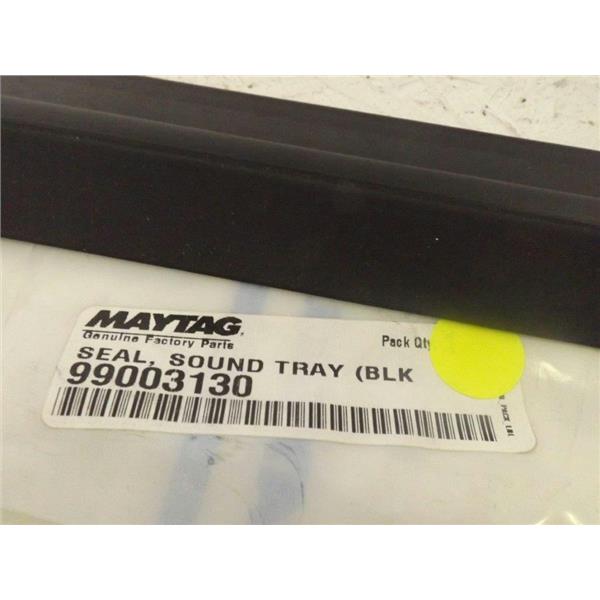 MAYTAG
Genuine Factory Parts
Pack Qty
SEAL, SOUND TRAY (BLK
99003130